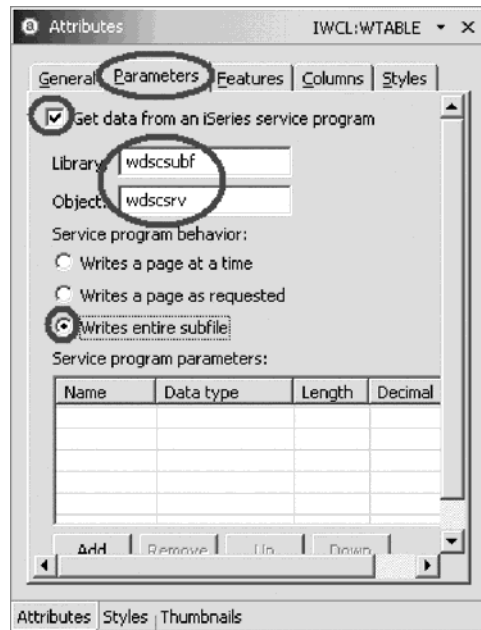 Attributes IWCL:WTABLE
General Parameters Features Columns Styles
Get data from an iSeries service program
Library: wdscsubf
Object: wdscsrv
Service program behavior:
Writes a page at a time
Writes a page as requested
Writes entire subfile
Service program parameters:
Name Data type Length Decimal
Add Remove Up Down
Attributes Styles Thumbnails